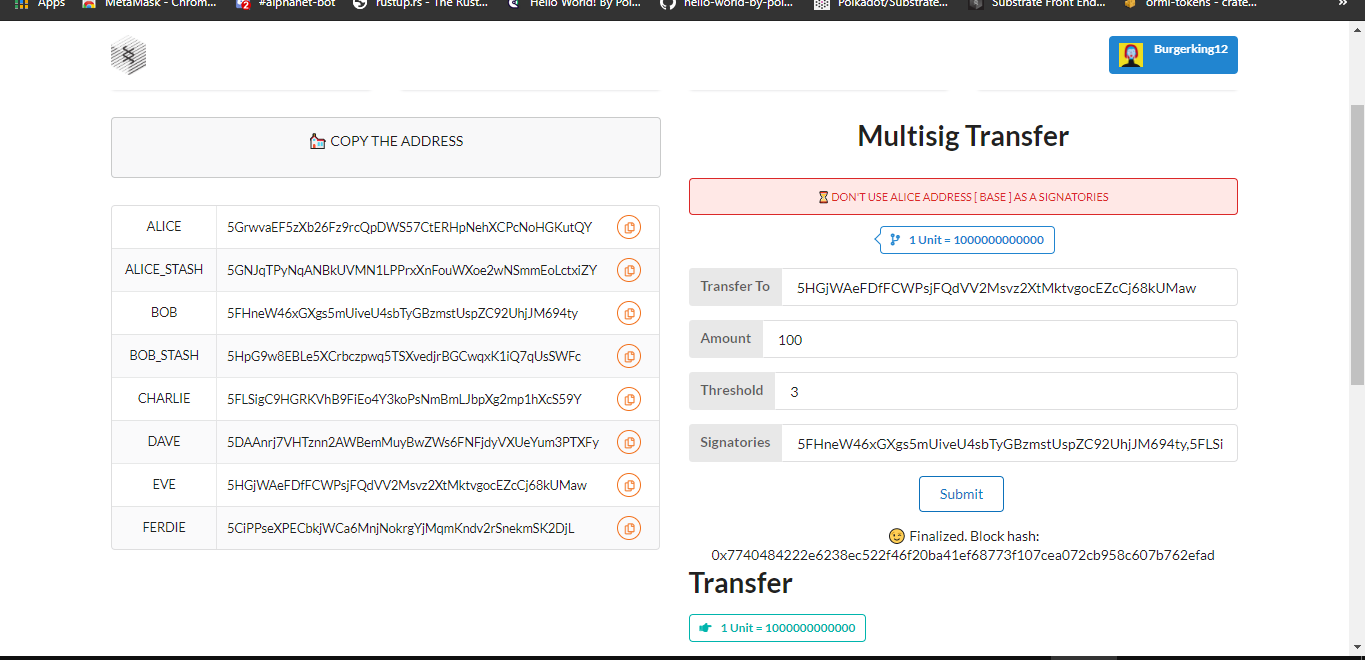 Apps
MetaMask - Chrom...
#alphanet-bot
rustup.rs - The Rust...
Hello World! By Pol...
hello-world-by-pol...
Polkadot/Substrate...
Substrate Front End...
orml-tokens - crate...
»
Burgerking12
COPY THE ADDRESS
ALICE 5GrwvaEF5zXb26Fz9rcQpDWS57CtERHpNehXCPcNoHGKutQY
ALICE_STASH 5GNJqTPyNqANBkUVMN1LPPrxXnFouWXoe2wNSmmEoLctxiZY
BOB 5FHneW46xGXgs5mUiveU4sbTyGBzmstUspZC92UhjJM694ty
BOB_STASH 5HpG9w8EBLe5XCrbczpwq5TSXvedjrBGCwqxK1iQ7qUsSWFc
CHARLIE 5FLSigC9HGRKVhB9FiEo4Y3koPsNmBmLJbpXg2mp1hXcS59Y
DAVE 5DAAnrj7VHTznn2AWBemMuyBwZWs6FNFjdyVXUeYum3PTXFy
EVE 5HGjWAeFDfFCWPsjFQdVV2Msvz2XtMktvgocEZcCj68kUMaw
FERDIE 5CiPPseXPECbkjWCa6MnjNokrgYjMqmKndv2rSnekmSK2DjL
Multisig Transfer
DON'T USE ALICE ADDRESS [ BASE ] AS A SIGNATORIES
1 Unit = 1000000000000
Transfer To 5HGjWAeFDfFCWPsjFQdVV2Msvz2XtMktvgocEZcCj68kUMaw
Amount 100
Threshold 3
Signatories 5FHneW46xGXgs5mUiveU4sbTyGBzmstUspZC92UhjJM694ty,5FLSi
Submit
Finalized. Block hash:
0x7740484222e6238ec522f46f20ba41ef68773f107cea072cb958c607b762efad
Transfer
1 Unit = 1000000000000